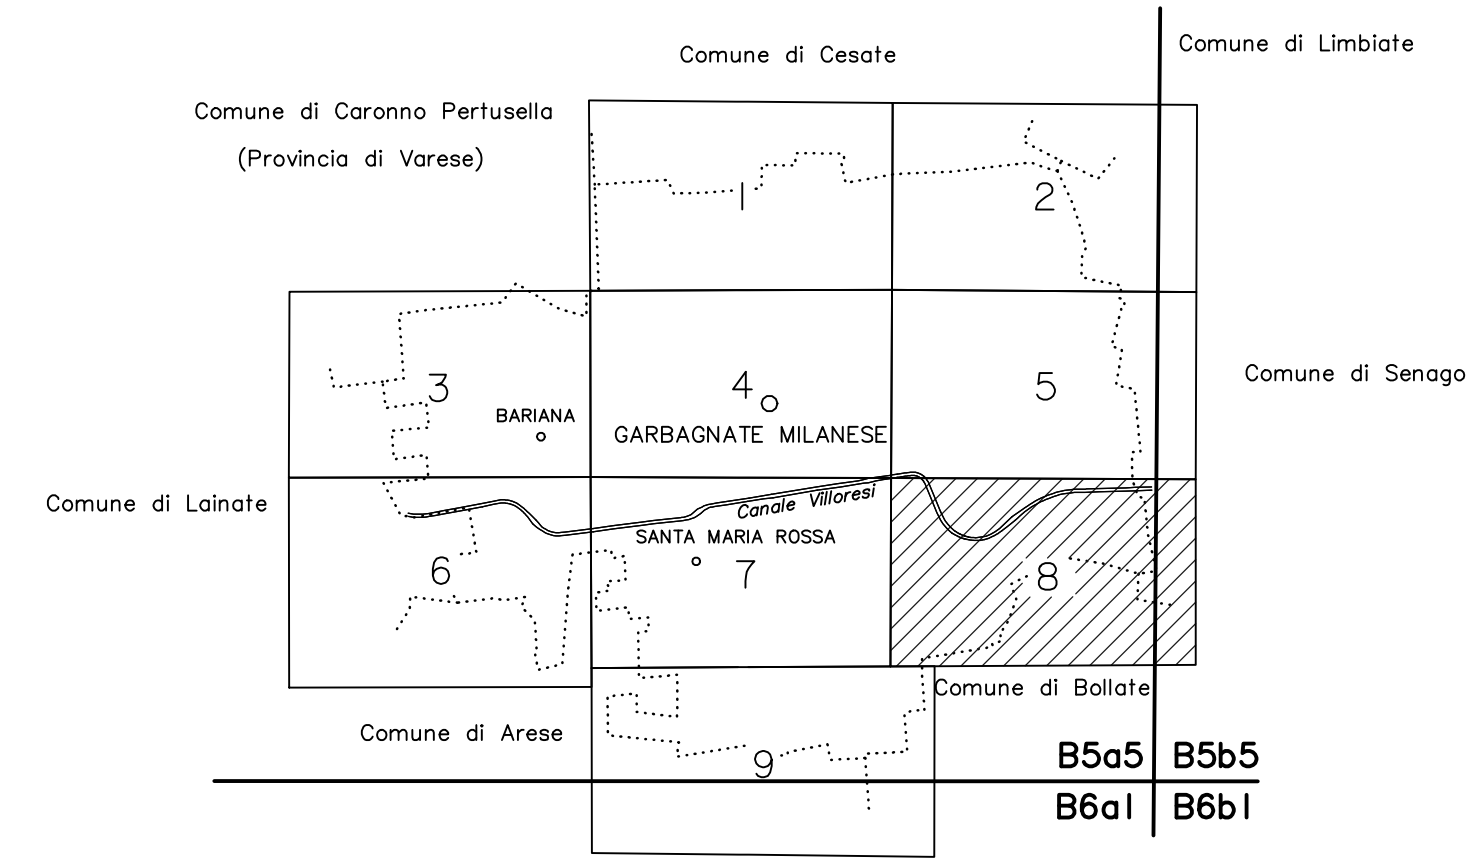 Comune di Limbiate
Comune di Cesate
Comune di Caronno Pertusella
(Provincia di Varese)
1
2
3
4
5
Comune di Senago
BARIANA
GARBAGNATE MILANESE
Comune di Lainate
Canale Villoresi
SANTA MARIA ROSSA
6
7
8
Comune di Bollate
Comune di Arese
9
B5a5
B5b5
B6a1
B6b1